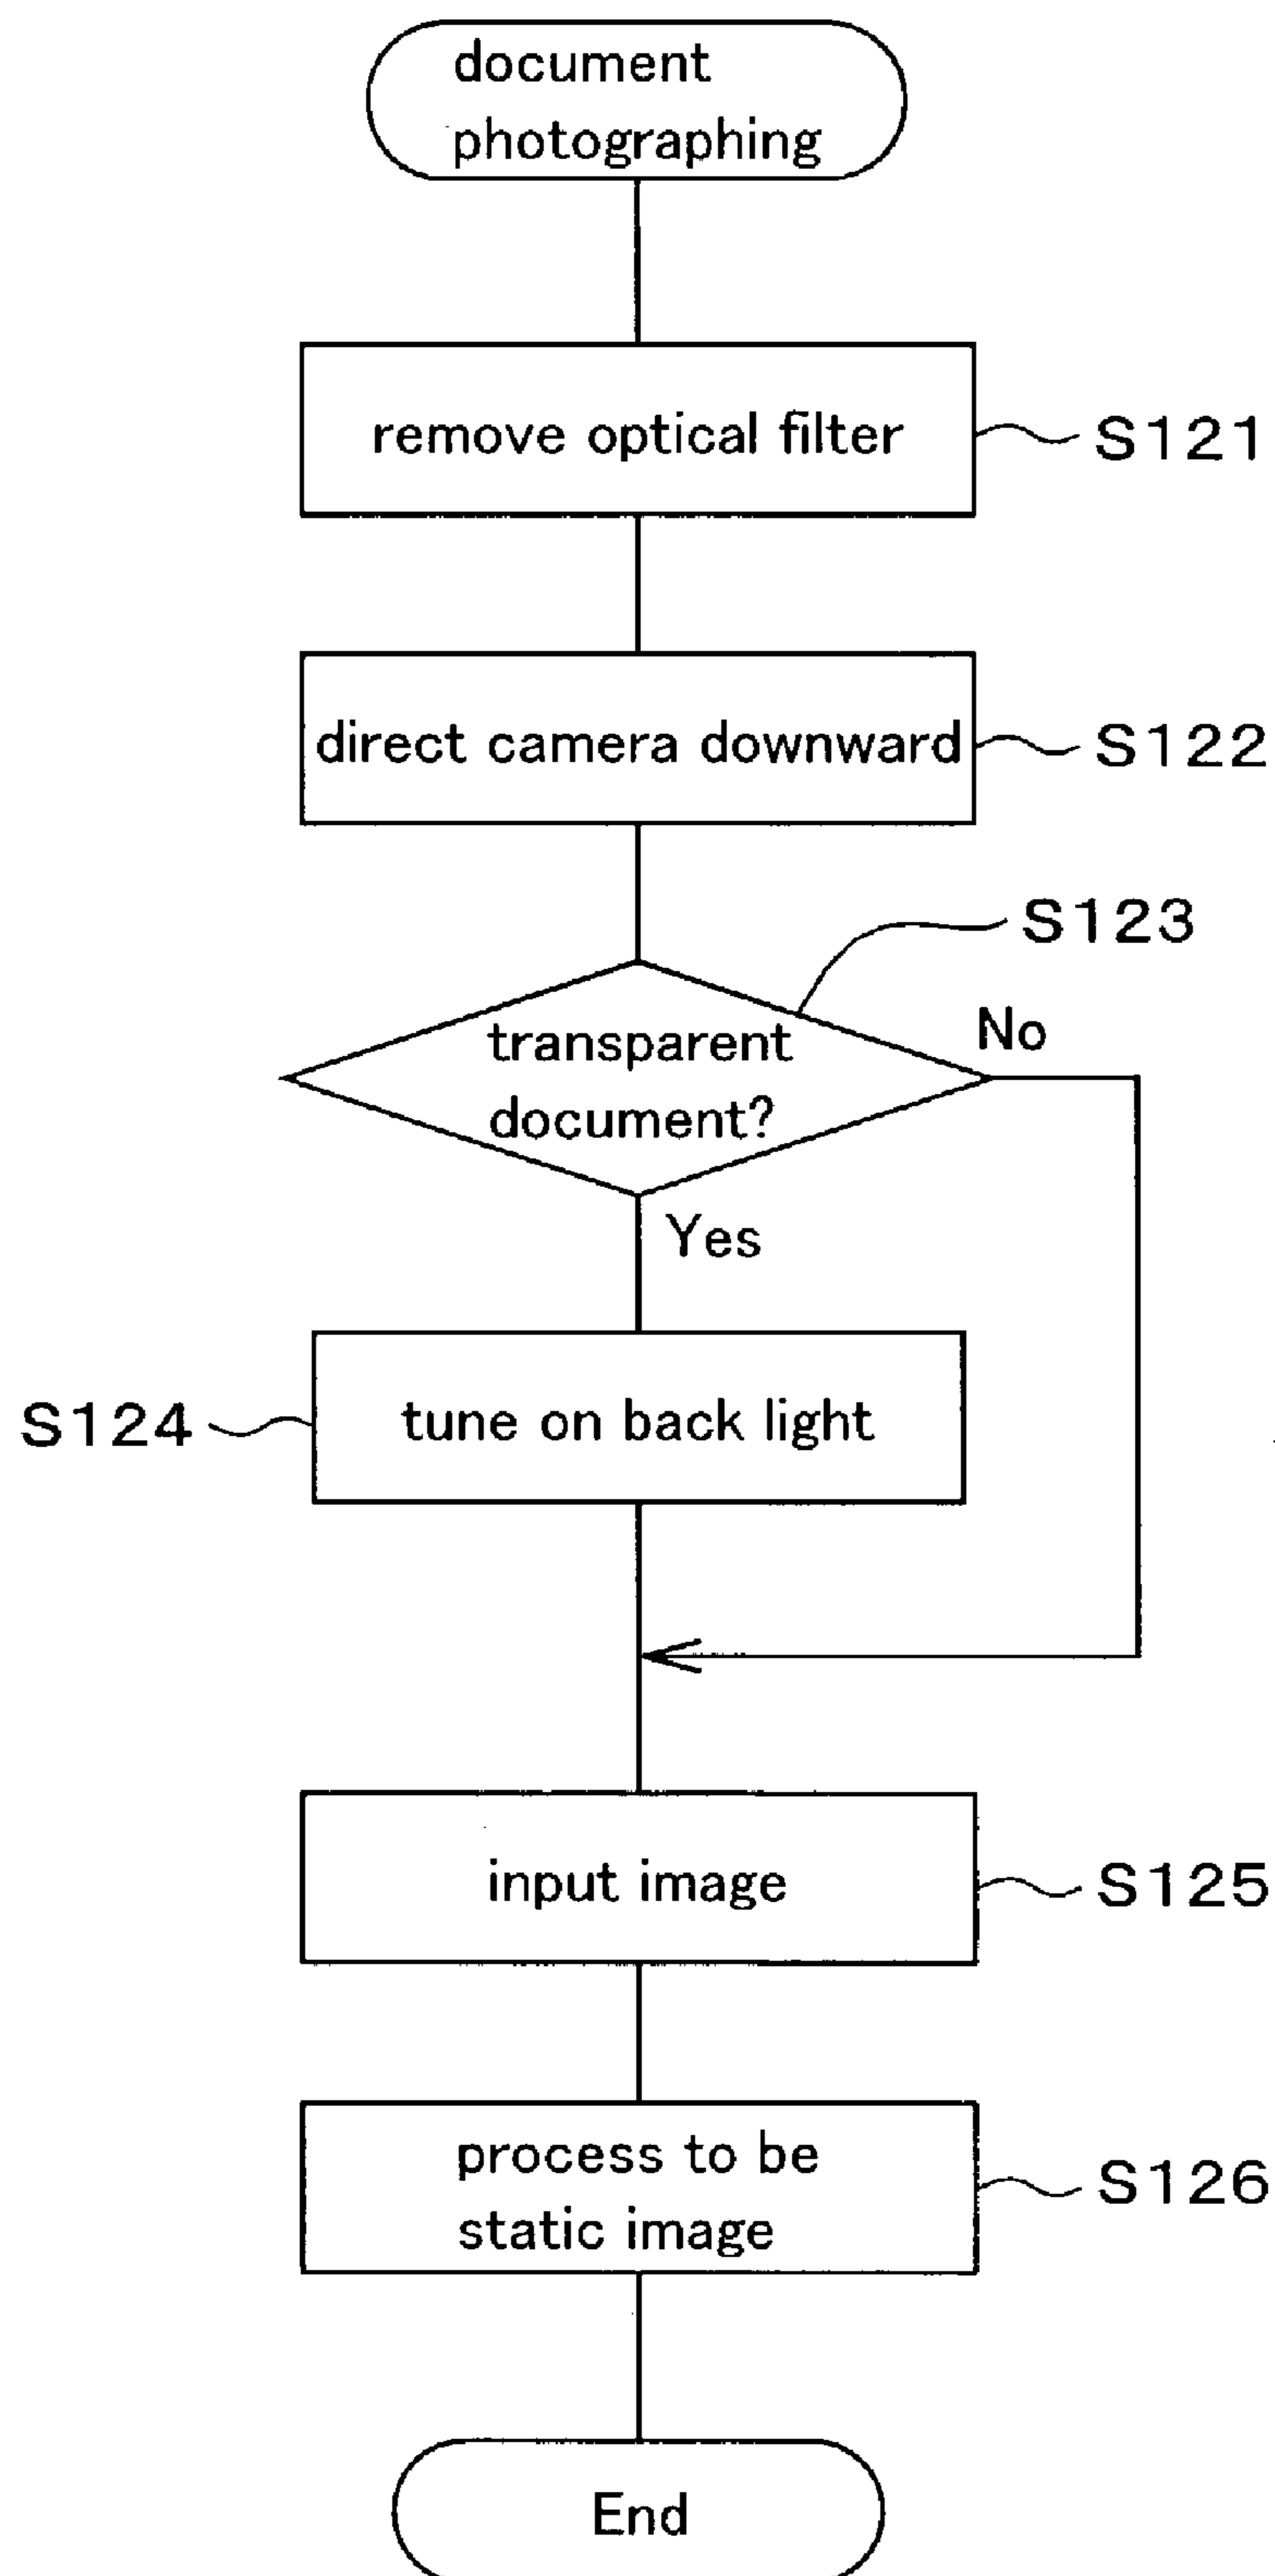 document
photographing
remove optical filter
S121
direct camera downward
S122
S123
transparent
document?
No
Yes
S124
tune on back light
input image
S125
process to be
static image
S126
End